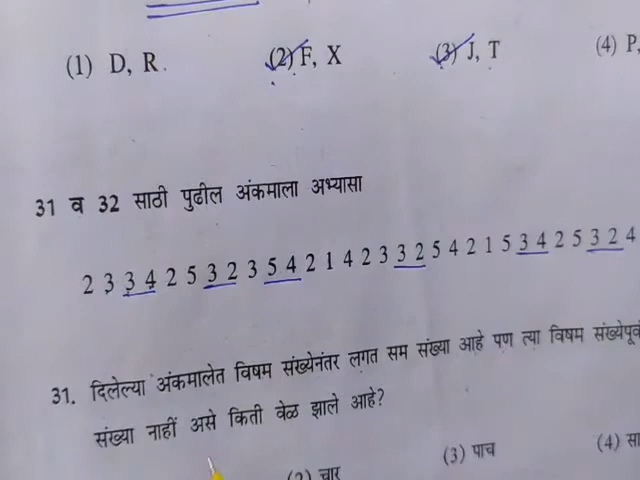 (1) D, R. (2) F, X (3) J, T (4) P,
31 व 32 साठी पुढील अंकमाला अभ्यासा
2 3 3 4 2 5 3 2 3 5 4 2 1 4 2 3 3 2 5 4 2 1 5 3 4 2 5 3 2 4
31. दिलेल्या अंकमालेत विषम संख्येनंतर लगत सम संख्या आहे पण त्या विषम संख्येपूर्व
संख्या नाहीं असे किती वेळ झाले आहे?
(2) चार (3) पाच (4) सा